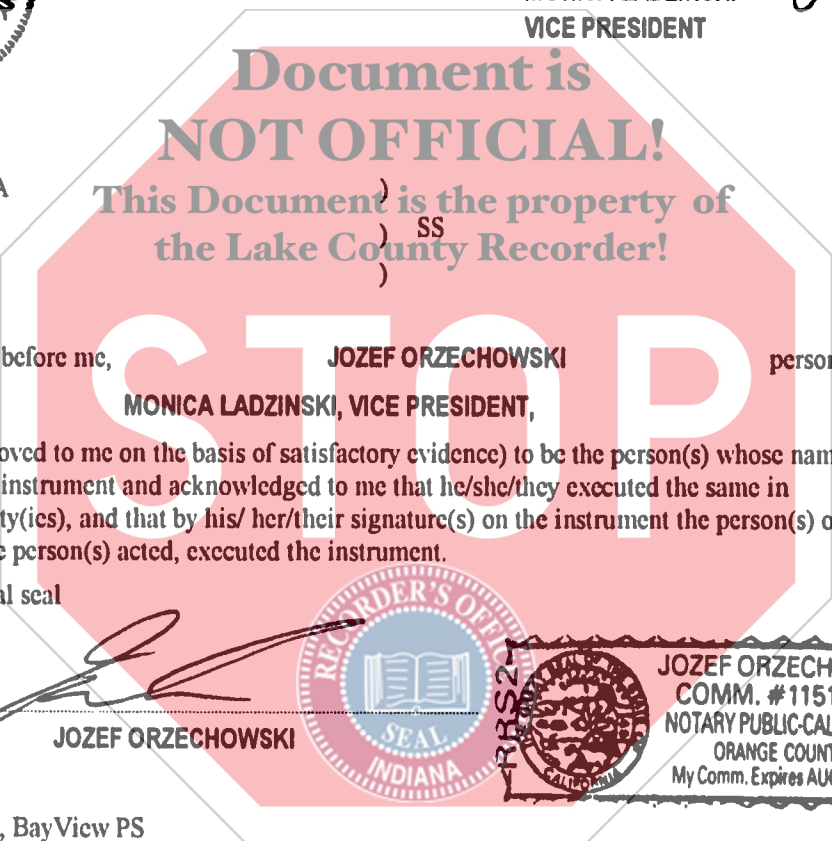 VICE PRESIDENT
Document is
NOT OFFICIAL!
This Document is the property of
the Lake County Recorder!
A
)
) SS
)
STOP
before me, JOZEF ORZECHOWSKI person
MONICA LADZINSKI, VICE PRESIDENT,
oved to me on the basis of satisfactory evidence) to be the person(s) whose nam
instrument and acknowledged to me that he/she/they executed the same in
ty(ies), and that by his/ her/their signature(s) on the instrument the person(s) o
e person(s) acted, executed the instrument.
al seal
RECORDER'S OFFICE
SEAL
INDIANA
JOZEF ORZECHOWSKI
RRS2
JOZEF ORZECH
COMM. #1151
NOTARY PUBLIC-CAL
ORANGE COUNT
My Comm. Expires AUG
CALIFORNIA
, BayView PS